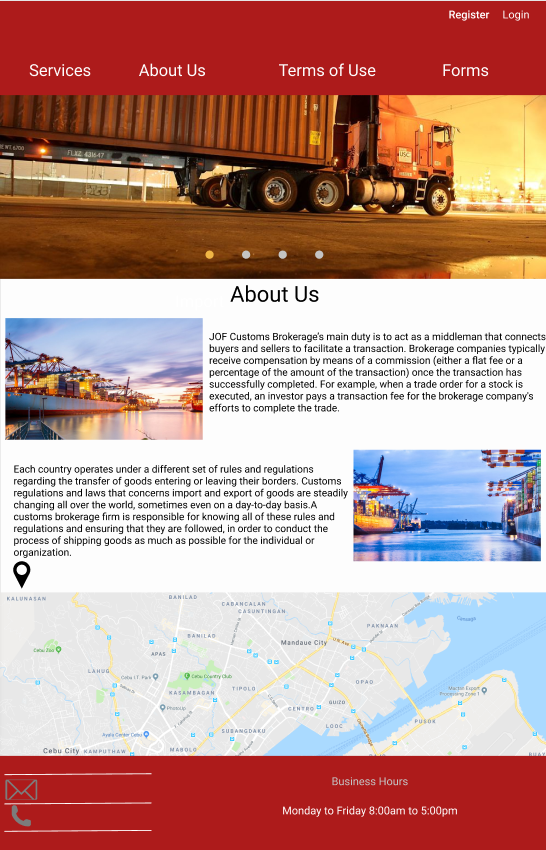 Register Login
Services About Us Terms of Use Forms
USC
About Us
JOF Customs Brokerage's main duty is to act as a middleman that connects
buyers and sellers to facilitate a transaction. Brokerage companies typically
receive compensation by means of a commission (either a flat fee or a
percentage of the amount of the transaction) once the transaction has
successfully completed. For example, when a trade order for a stock is
executed, an investor pays a transaction fee for the brokerage company's
efforts to complete the trade.
Each country operates under a different set of rules and regulations
regarding the transfer of goods entering or leaving their borders. Customs
regulations and laws that concerns import and export of goods are steadily
changing all over the world, sometimes even on a day-to-day basis.A
customs brokerage firm is responsible for knowing all of these rules and
regulations and ensuring that they are followed, in order to conduct the
process of shipping goods as much as possible for the individual or
organization.
KALUNASAN
BANILAD
CABANCALAN
CASUNTINGAN
PAKNAAN
BANILAD
Mandaue City
Cebu Zoo
APAS
LAHUG
Cebu I.T. Park
Cebu Country Club
OPAO
KASAMBAGAN
TIPOLO
Mactan Export
Processing Zone 1
GUIZO
CENTRO
PUSOK
LOOC
SUBANGDAKU
Ayala Center Cebu
Cebu City
KAMPUTHAW
MABOLO
Business Hours
Monday to Friday 8:00am to 5:00pm